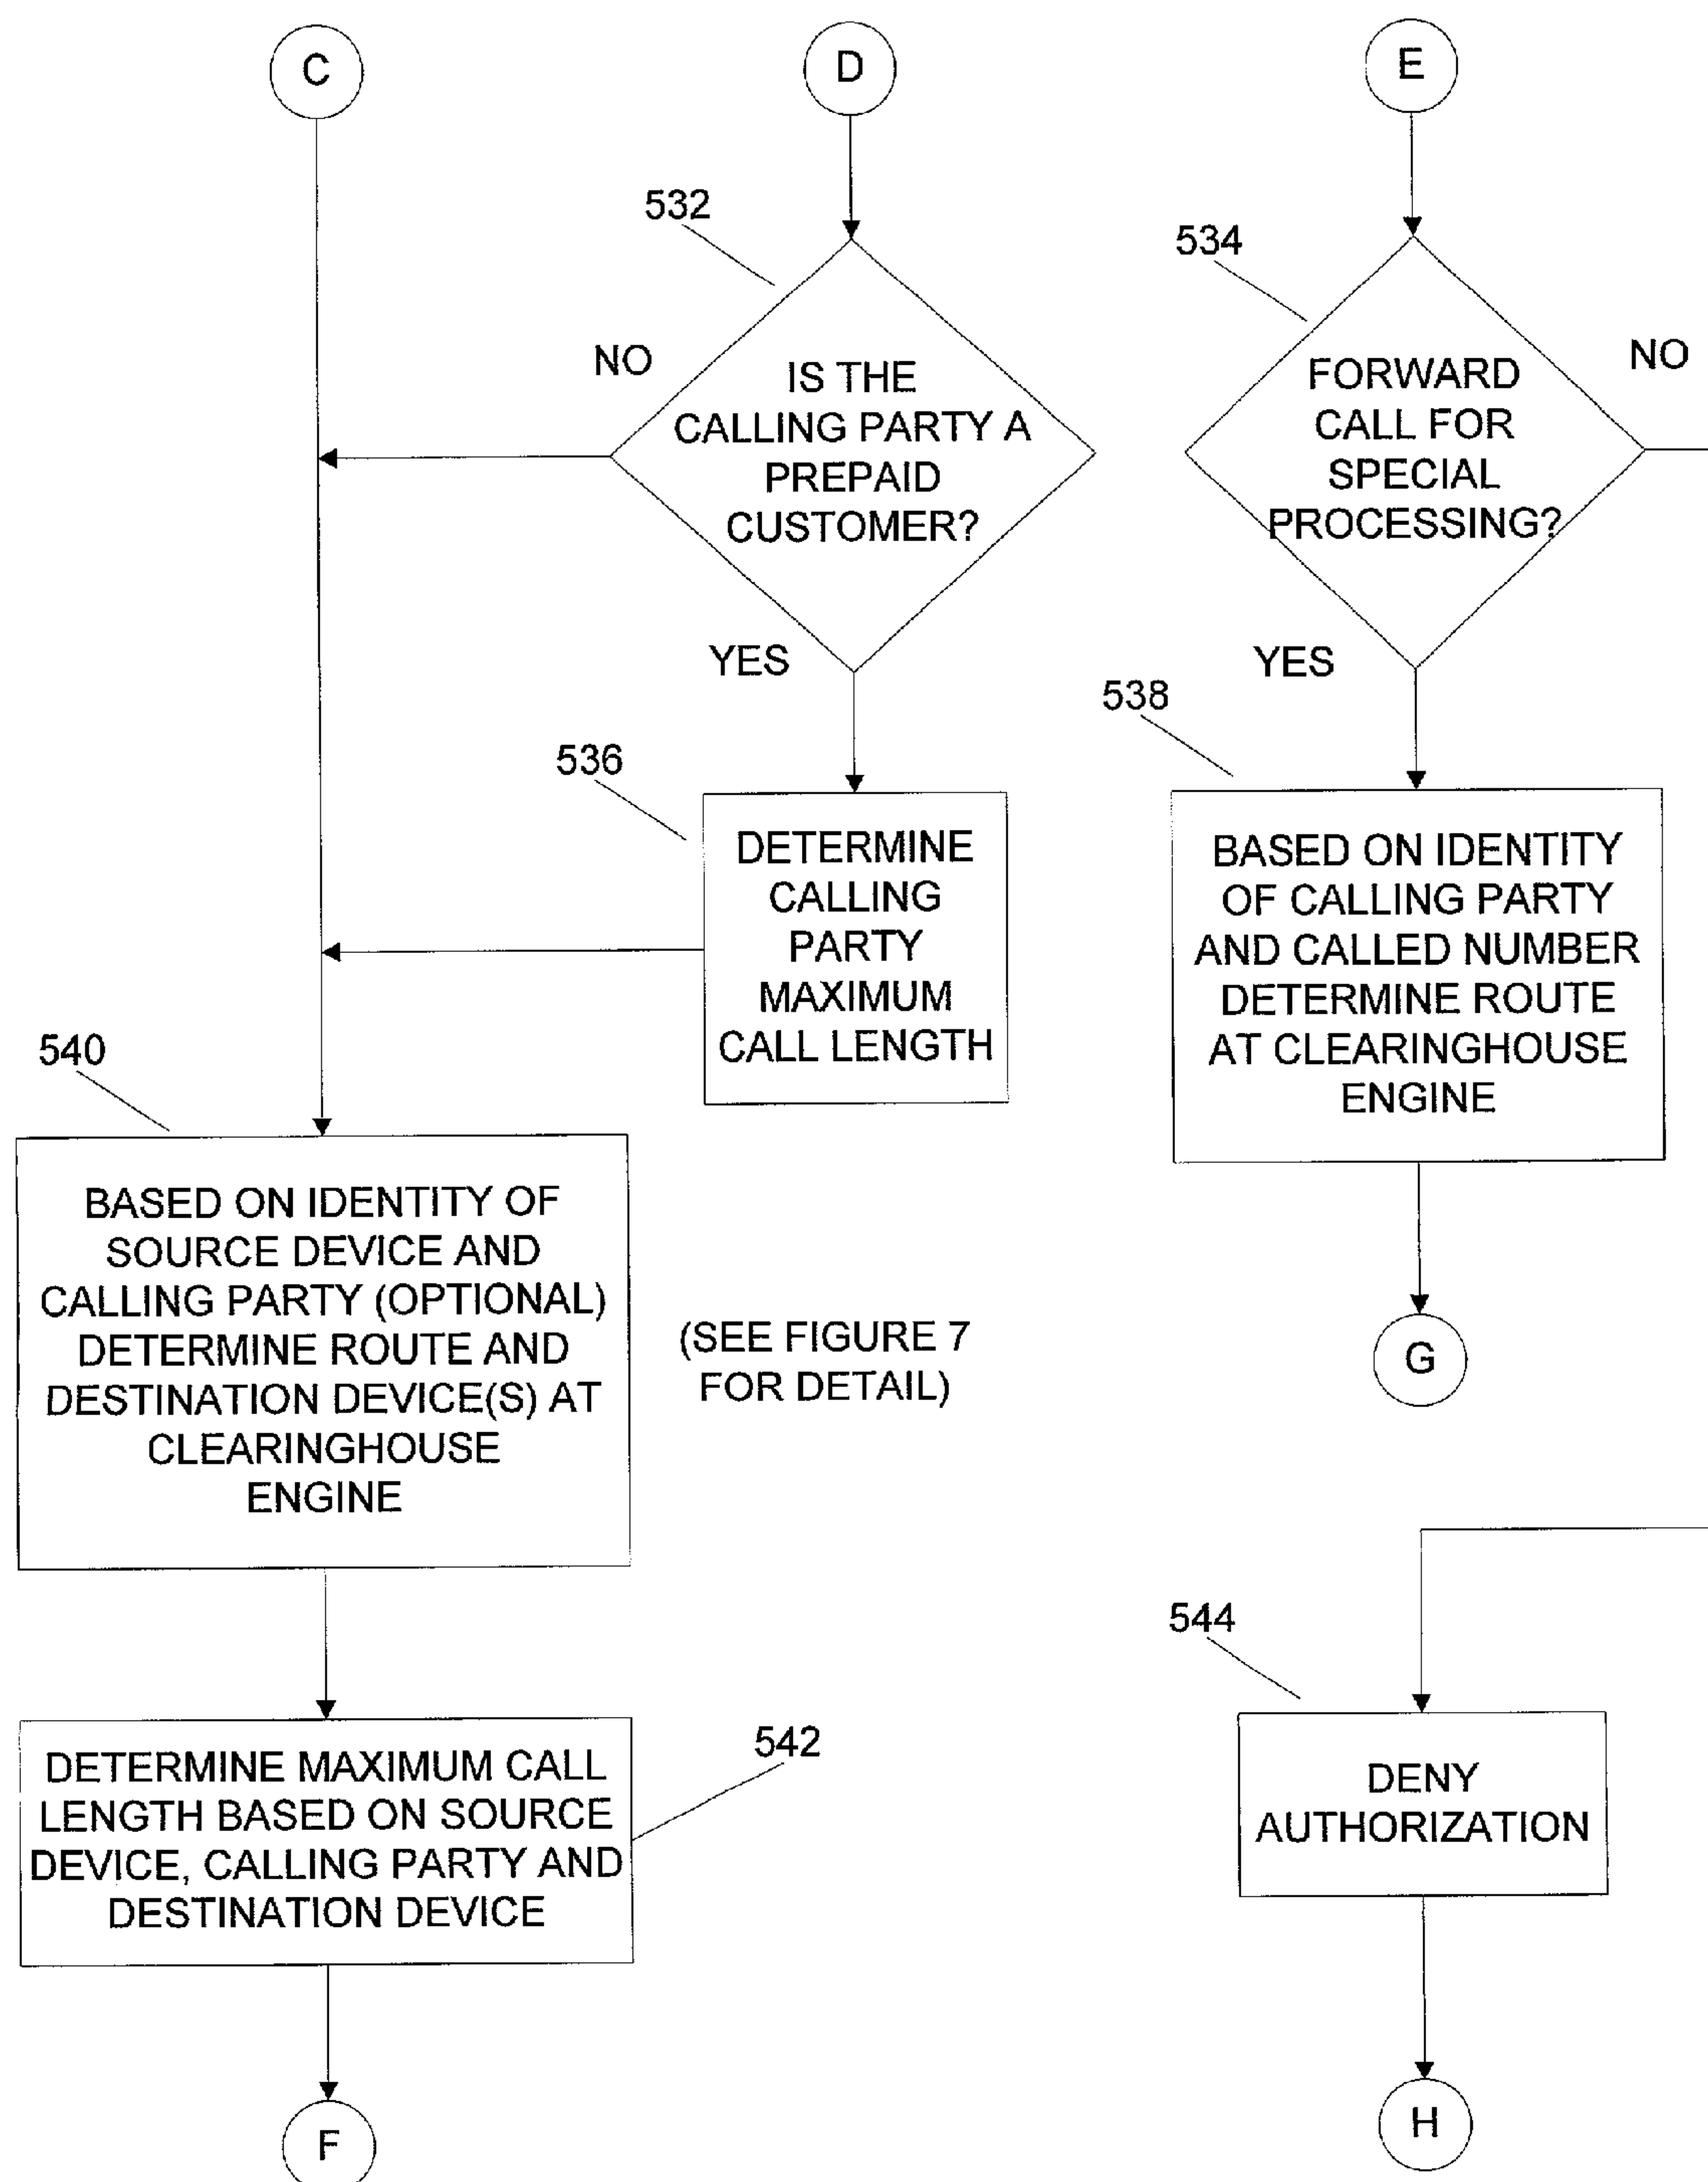 C
D
E
532
534
NO
IS THE
CALLING PARTY A
PREPAID
CUSTOMER?
FORWARD
CALL FOR
SPECIAL
PROCESSING?
NO
YES
YES
536
538
DETERMINE
CALLING
PARTY
MAXIMUM
CALL LENGTH
BASED ON IDENTITY
OF CALLING PARTY
AND CALLED NUMBER
DETERMINE ROUTE
AT CLEARINGHOUSE
ENGINE
540
BASED ON IDENTITY OF
SOURCE DEVICE AND
CALLING PARTY (OPTIONAL)
DETERMINE ROUTE AND
DESTINATION DEVICE(S) AT
CLEARINGHOUSE
ENGINE
(SEE FIGURE 7
FOR DETAIL)
G
544
542
DETERMINE MAXIMUM CALL
LENGTH BASED ON SOURCE
DEVICE, CALLING PARTY AND
DESTINATION DEVICE
DENY
AUTHORIZATION
F
H